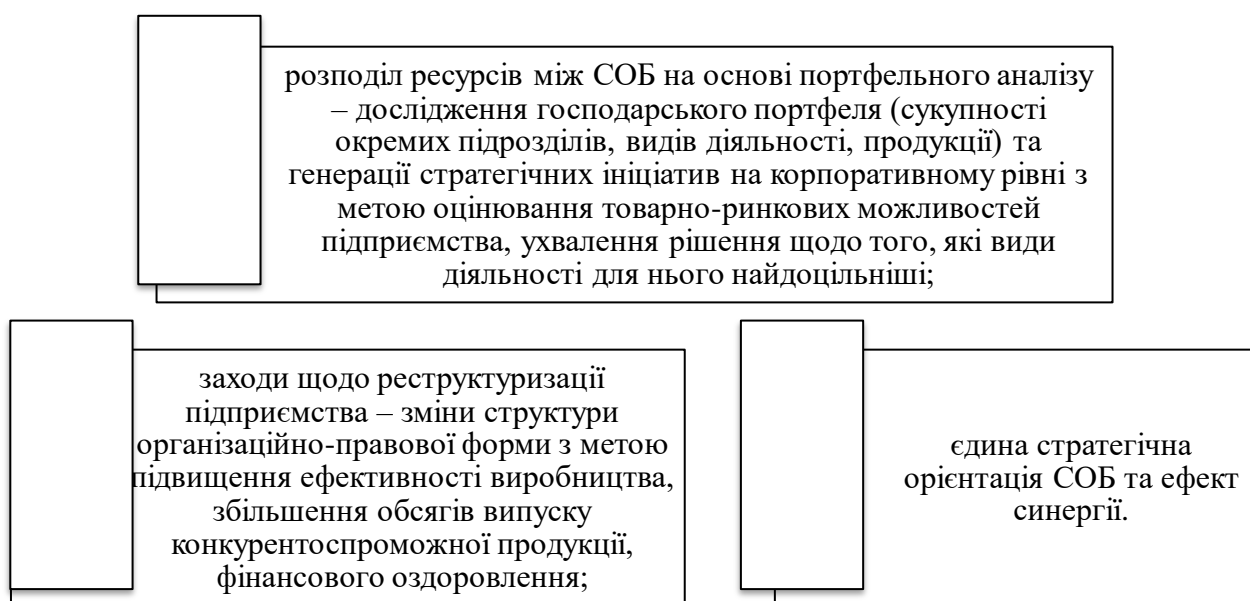 розподіл ресурсів між СОБ на основі портфельного аналізу
– дослідження господарського портфеля (сукупності
окремих підрозділів, видів діяльності, продукції) та
генерації стратегічних ініціатив на корпоративному рівні з
метою оцінювання товарно-ринкових можливостей
підприємства, ухвалення рішення щодо того, які види
діяльності для нього найдоцільніші;
заходи щодо реструктуризації
підприємства – зміни структури
організаційно-правової форми з метою
підвищення ефективності виробництва,
збільшення обсягів випуску
конкурентоспроможної продукції,
фінансового оздоровлення;
єдина стратегічна
орієнтація СОБ та ефект
синергії.